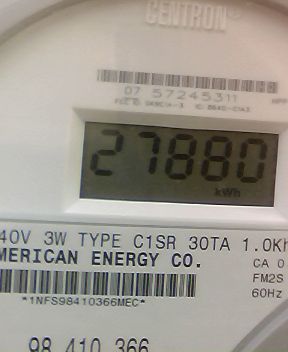 CENTRON®
07 57245311
27880
kWh
40V 3W TYPE C1SR 30TA 1.0Kh
MERICAN ENERGY CO.
CA 0
FM2S
60Hz
*1NFS98410366MEC*
98 410 366